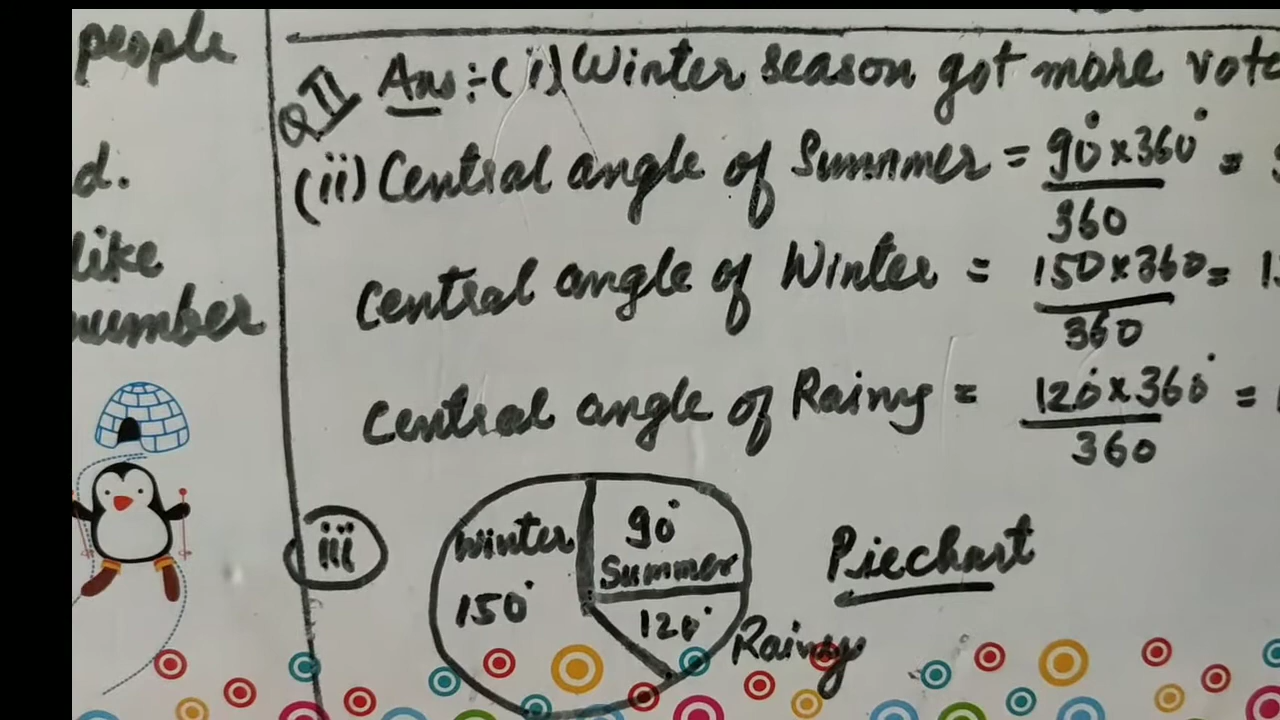 people
d.
like
number
Q II Ans:- (i) Winter season got more vote
(ii) Central angle of Summer = 90° x 360° =
360
Central angle of Winter = 150 x 360 = 1
360
Central angle of Rainy = 120° x 360° =
360
iii
Winter
150°
90°
Summer
120°
Rainy
Piechart